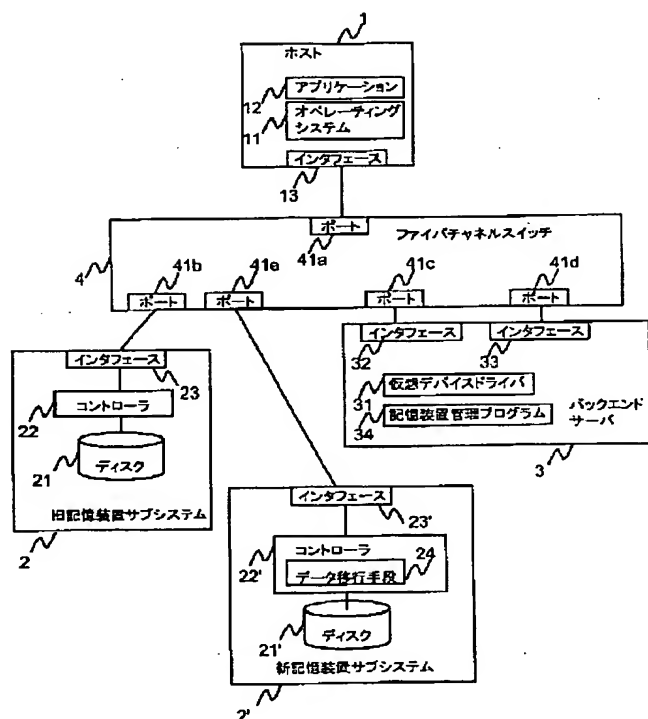 1
ホスト
アプリケーション
12
オペレーティング
システム
11
インタフェース
13
ポート
ファイバチャネルスイッチ
41a
4
41b
41e
41c
41d
ポート
ポート
ポート
ポート
インタフェース
23
コントローラ
22
ディスク
21
旧記憶装置サブシステム
2
インタフェース
インタフェース
32
33
仮想デバイスドライバ
31
記憶装置管理プログラム
34
バックエンド
サーバ
3
インタフェース
23'
コントローラ
24
22'
データ移行手段
ディスク
21'
新記憶装置サブシステム
2'